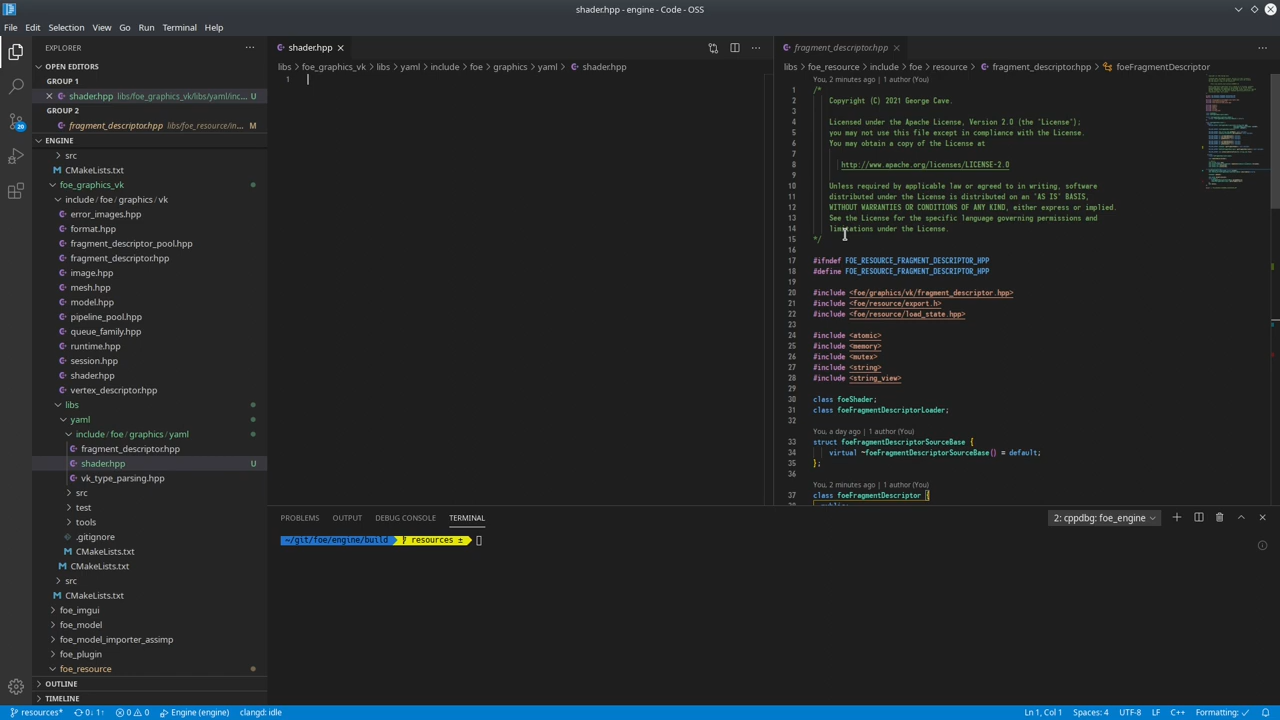 shader.hpp - engine - Code - OSS
File Edit Selection View Go Run Terminal Help
EXPLORER
OPEN EDITORS
GROUP 1
shader.hpp libs/foe_graphics_vk/libs/yaml/inc... U
GROUP 2
fragment_descriptor.hpp libs/foe_resource/in... M
ENGINE
src
CMakeLists.txt
foe_graphics_vk
include / foe / graphics / vk
error_images.hpp
format.hpp
fragment_descriptor_pool.hpp
fragment_descriptor.hpp
image.hpp
mesh.hpp
model.hpp
pipeline_pool.hpp
queue_family.hpp
runtime.hpp
session.hpp
shader.hpp
vertex_descriptor.hpp
libs
yaml
include / foe / graphics / yaml
fragment_descriptor.hpp
shader.hpp U
vk_type_parsing.hpp
src
test
tools
.gitignore
CMakeLists.txt
CMakeLists.txt
src
CMakeLists.txt
foe_imgui
foe_model
foe_model_importer_assimp
foe_plugin
foe_resource
OUTLINE
TIMELINE
20
shader.hpp
libs > foe_graphics_vk > libs > yaml > include > foe > graphics > yaml > shader.hpp
1
fragment_descriptor.hpp
libs > foe_resource > include > foe > resource > fragment_descriptor.hpp > foeFragmentDescriptor
You, 2 minutes ago | 1 author (You)
1 /*
2 Copyright (C) 2021 George Cave.
3
4 Licensed under the Apache License, Version 2.0 (the "License");
5 you may not use this file except in compliance with the License.
6 You may obtain a copy of the License at
7
8 http://www.apache.org/licenses/LICENSE-2.0
9
10 Unless required by applicable law or agreed to in writing, software
11 distributed under the License is distributed on an "AS IS" BASIS,
12 WITHOUT WARRANTIES OR CONDITIONS OF ANY KIND, either express or implied.
13 See the License for the specific language governing permissions and
14 limitations under the License.
15 */
16
17 #ifndef FOE_RESOURCE_FRAGMENT_DESCRIPTOR_HPP
18 #define FOE_RESOURCE_FRAGMENT_DESCRIPTOR_HPP
19
20 #include <foe/graphics/vk/fragment_descriptor.hpp>
21 #include <foe/resource/export.h>
22 #include <foe/resource/load_state.hpp>
23
24 #include <atomic>
25 #include <memory>
26 #include <mutex>
27 #include <string>
28 #include <string_view>
29
30 class foeShader;
31 class foeFragmentDescriptorLoader;
32
You, a day ago | 1 author (You)
33 struct foeFragmentDescriptorSourceBase {
34 virtual ~foeFragmentDescriptorSourceBase() = default;
35 };
36
You, 2 minutes ago | 1 author (You)
37 class foeFragmentDescriptor {
PROBLEMS OUTPUT DEBUG CONSOLE TERMINAL
2: cppdbg: foe_engine
~/git/foe/engine/build resources ±
resources* 0↓ 1↑ 0 0 Engine (engine) clangd: idle
Ln 1, Col 1 Spaces: 4 UTF-8 LF C++ Formatting: ✓